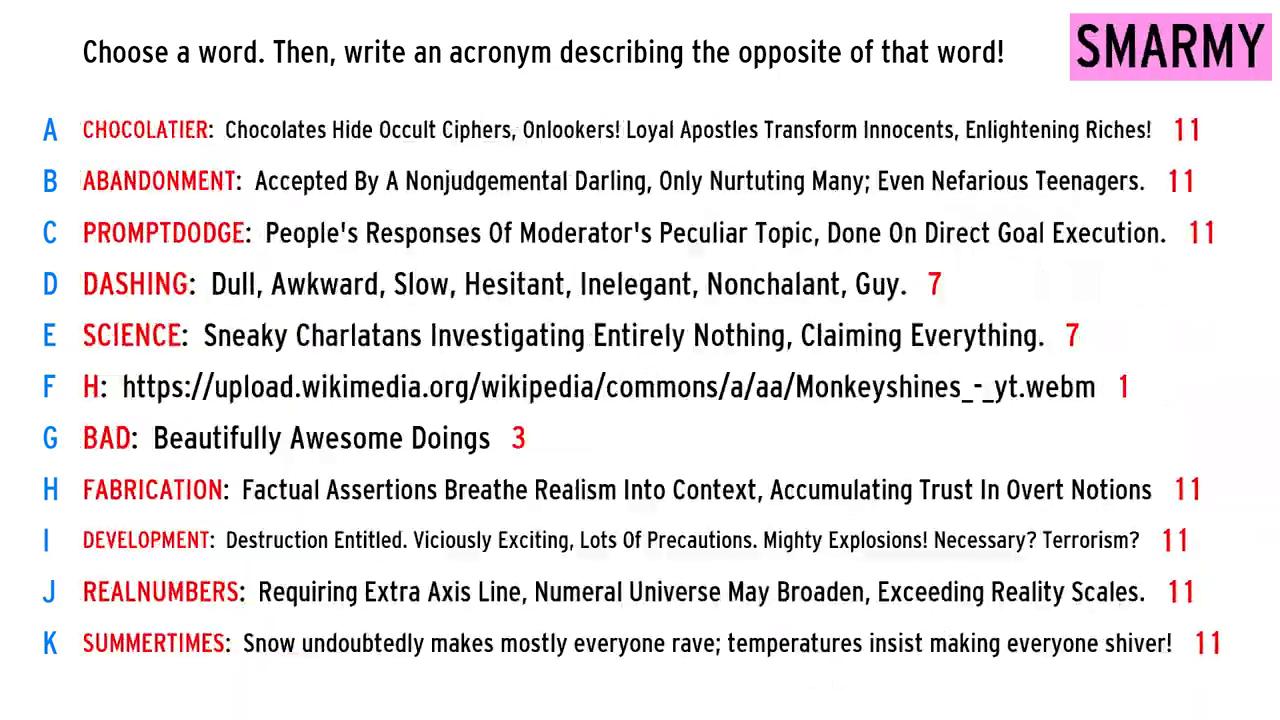 Choose a word. Then, write an acronym describing the opposite of that word!
SMARMY
A CHOCOLATIER: Chocolates Hide Occult Ciphers, Onlookers! Loyal Apostles Transform Innocents, Enlightening Riches! 11
B ABANDONMENT: Accepted By A Nonjudgemental Darling, Only Nurtuting Many; Even Nefarious Teenagers. 11
C PROMPTDODGE: People's Responses Of Moderator's Peculiar Topic, Done On Direct Goal Execution. 11
D DASHING: Dull, Awkward, Slow, Hesitant, Inelegant, Nonchalant, Guy. 7
E SCIENCE: Sneaky Charlatans Investigating Entirely Nothing, Claiming Everything. 7
F H: https://upload.wikimedia.org/wikipedia/commons/a/aa/Monkeyshines_-_yt.webm 1
G BAD: Beautifully Awesome Doings 3
H FABRICATION: Factual Assertions Breathe Realism Into Context, Accumulating Trust In Overt Notions 11
I DEVELOPMENT: Destruction Entitled. Viciously Exciting, Lots Of Precautions. Mighty Explosions! Necessary? Terrorism? 11
J REALNUMBERS: Requiring Extra Axis Line, Numeral Universe May Broaden, Exceeding Reality Scales. 11
K SUMMERTIMES: Snow undoubtedly makes mostly everyone rave; temperatures insist making everyone shiver! 11